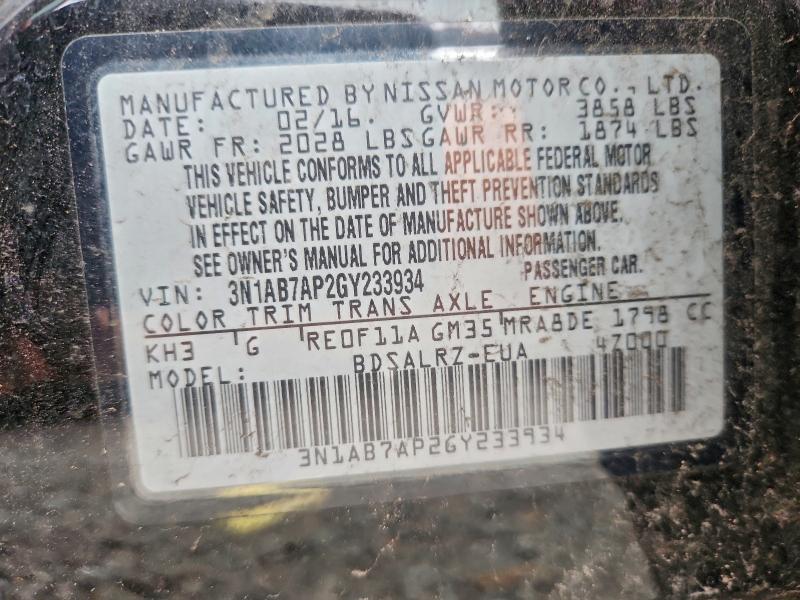 MANUFACTURED BY NISSAN MOTOR CO., LTD.
DATE: 02/16. GVWR: 3858 LBS
GAWR FR: 2028 LBS GAWR RR: 1874 LBS
THIS VEHICLE CONFORMS TO ALL APPLICABLE FEDERAL MOTOR
VEHICLE SAFETY, BUMPER AND THEFT PREVENTION STANDARDS
IN EFFECT ON THE DATE OF MANUFACTURE SHOWN ABOVE.
SEE OWNER'S MANUAL FOR ADDITIONAL INFORMATION.
VIN: 3N1AB7AP2GY233934 PASSENGER CAR.
COLOR TRIM TRANS AXLE ENGINE
KH3 G RE0F11A GM35 MRA8DE 1798 CC
MODEL: BDSALRZ-EUA 4Z000
3N1AB7AP2GY233934